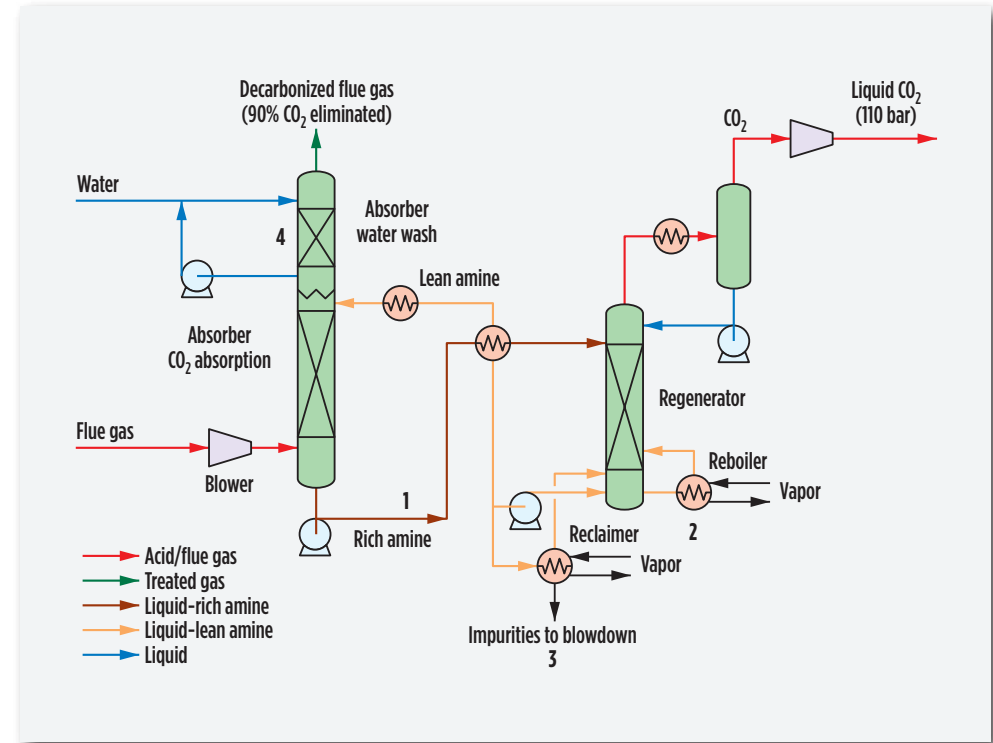 Decarbonized flue gas
(90% CO₂ eliminated)
Liquid CO₂
(110 bar)
CO₂
Water
Absorber
water wash
4
Lean amine
Absorber
CO₂ absorption
Regenerator
Flue gas
Blower
Reboiler
Vapor
1
Rich amine
2
Reclaimer
Vapor
Acid/flue gas
Treated gas
Liquid-rich amine
Liquid-lean amine
Liquid
Impurities to blowdown
3